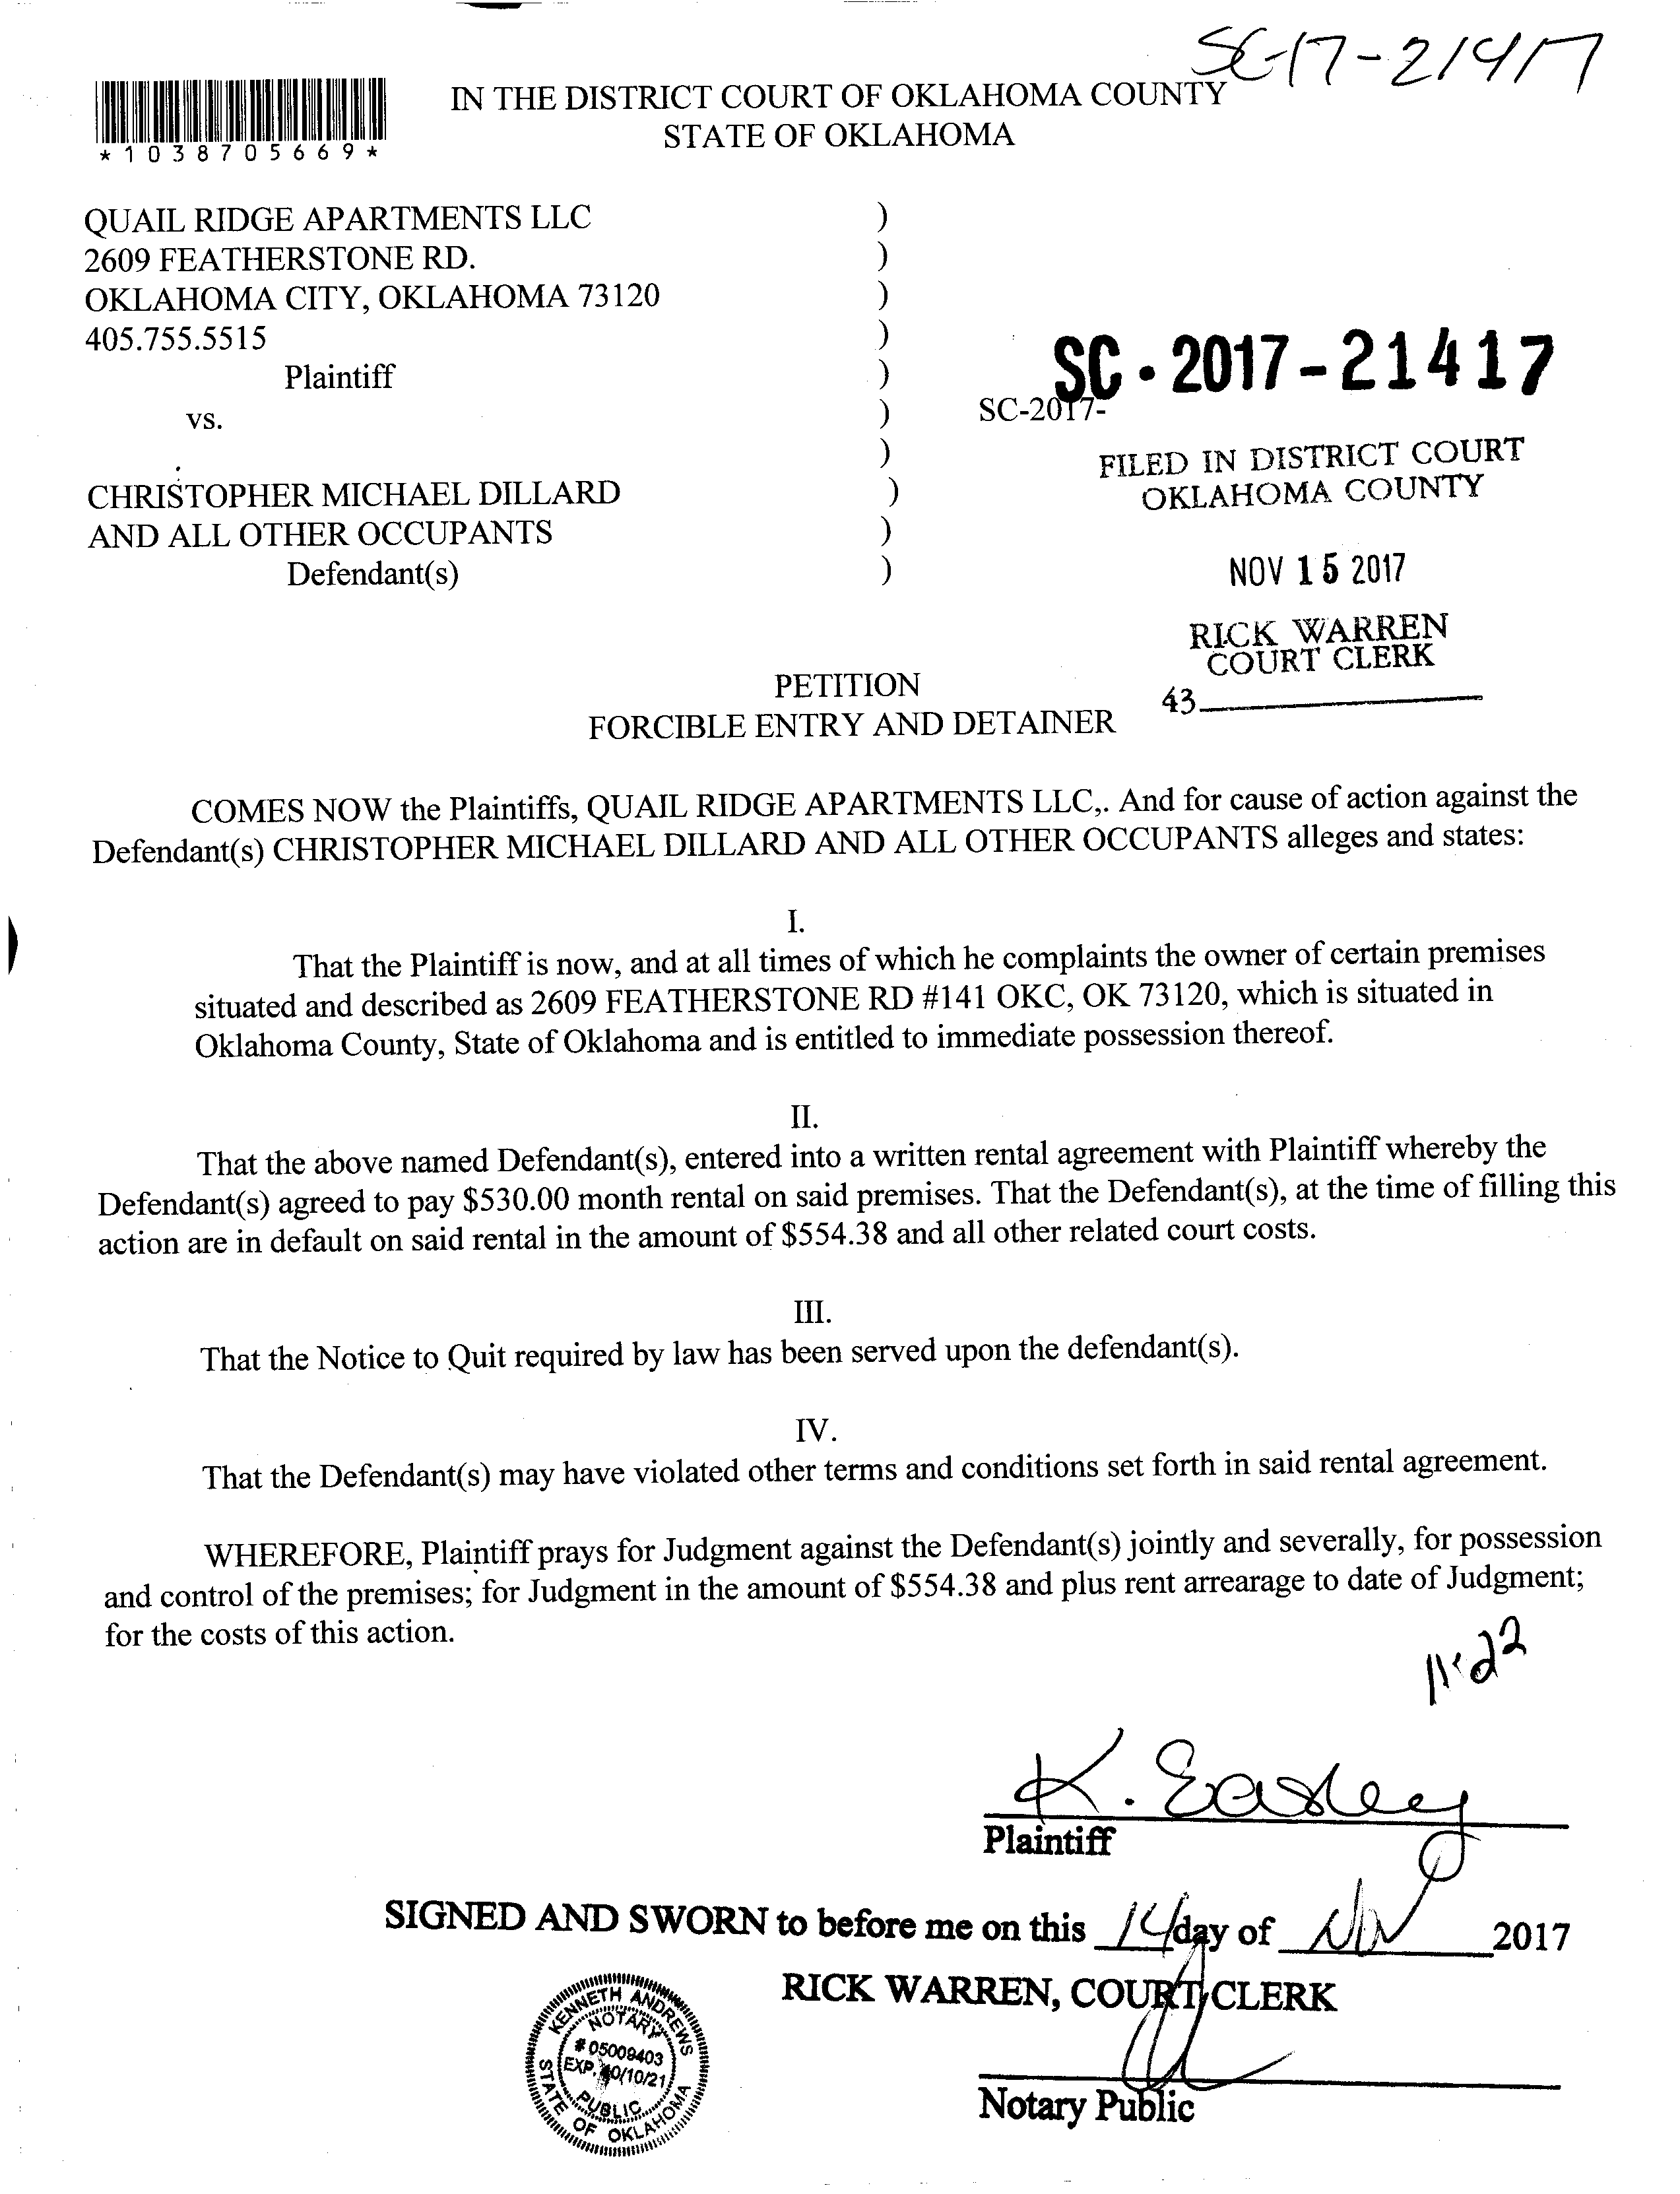 SC-17-21417
IN THE DISTRICT COURT OF OKLAHOMA COUNTY
STATE OF OKLAHOMA
*1038705669*
QUAIL RIDGE APARTMENTS LLC )
2609 FEATHERSTONE RD. )
OKLAHOMA CITY, OKLAHOMA 73120 )
405.755.5515 )
Plaintiff )
vs. )
)
CHRISTOPHER MICHAEL DILLARD )
AND ALL OTHER OCCUPANTS )
Defendant(s) )
SC-2017-21417
SC-2017-
FILED IN DISTRICT COURT
OKLAHOMA COUNTY
NOV 15 2017
RICK WARREN
COURT CLERK
43
PETITION
FORCIBLE ENTRY AND DETAINER
COMES NOW the Plaintiffs, QUAIL RIDGE APARTMENTS LLC,. And for cause of action against the
Defendant(s) CHRISTOPHER MICHAEL DILLARD AND ALL OTHER OCCUPANTS alleges and states:
I.
That the Plaintiff is now, and at all times of which he complaints the owner of certain premises
situated and described as 2609 FEATHERSTONE RD #141 OKC, OK 73120, which is situated in
Oklahoma County, State of Oklahoma and is entitled to immediate possession thereof.
II.
That the above named Defendant(s), entered into a written rental agreement with Plaintiff whereby the
Defendant(s) agreed to pay $530.00 month rental on said premises. That the Defendant(s), at the time of filling this
action are in default on said rental in the amount of $554.38 and all other related court costs.
III.
That the Notice to Quit required by law has been served upon the defendant(s).
IV.
That the Defendant(s) may have violated other terms and conditions set forth in said rental agreement.
WHEREFORE, Plaintiff prays for Judgment against the Defendant(s) jointly and severally, for possession
and control of the premises; for Judgment in the amount of $554.38 and plus rent arrearage to date of Judgment;
for the costs of this action.
11-22
K. Easley
Plaintiff
SIGNED AND SWORN to before me on this 14 day of Nov 2017
RICK WARREN, COURT CLERK
Notary Public
KENNETH ANDREWS
NOTARY
# 05009403
EXP. 10/10/21
PUBLIC
STATE OF OKLAHOMA